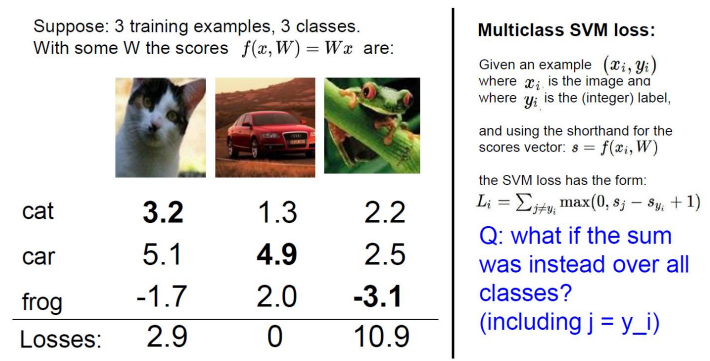 Suppose: 3 training examples, 3 classes.
With some W the scores f(x, W) = Wx are:
cat 3.2 1.3 2.2
car 5.1 4.9 2.5
frog -1.7 2.0 -3.1
Losses: 2.9 0 10.9
Multiclass SVM loss:
Given an example (x_i, y_i)
where x_i is the image and
where y_i is the (integer) label,
and using the shorthand for the
scores vector: s = f(x_i, W)
the SVM loss has the form:
L_i = ∑_{j≠y_i} max(0, s_j − s_{y_i} + 1)
Q: what if the sum
was instead over all
classes?
(including j = y_i)